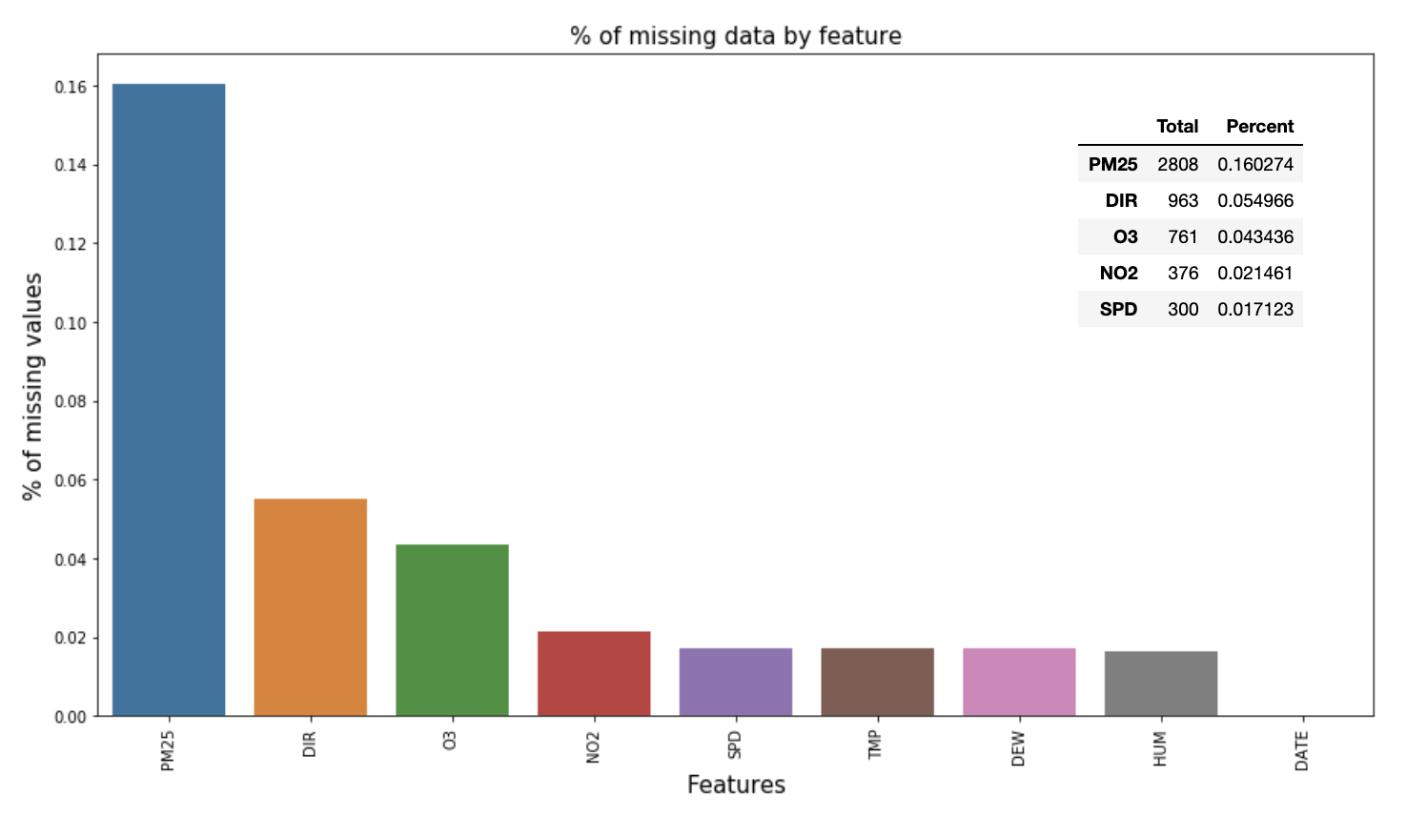 % of missing data by feature
% of missing values
0.16
0.14
0.12
0.10
0.08
0.06
0.04
0.02
0.00
Total Percent
PM25 2808 0.160274
DIR 963 0.054966
O3 761 0.043436
NO2 376 0.021461
SPD 300 0.017123
PM25 DIR O3 NO2 SPD TMP DEW HUM DATE
Features